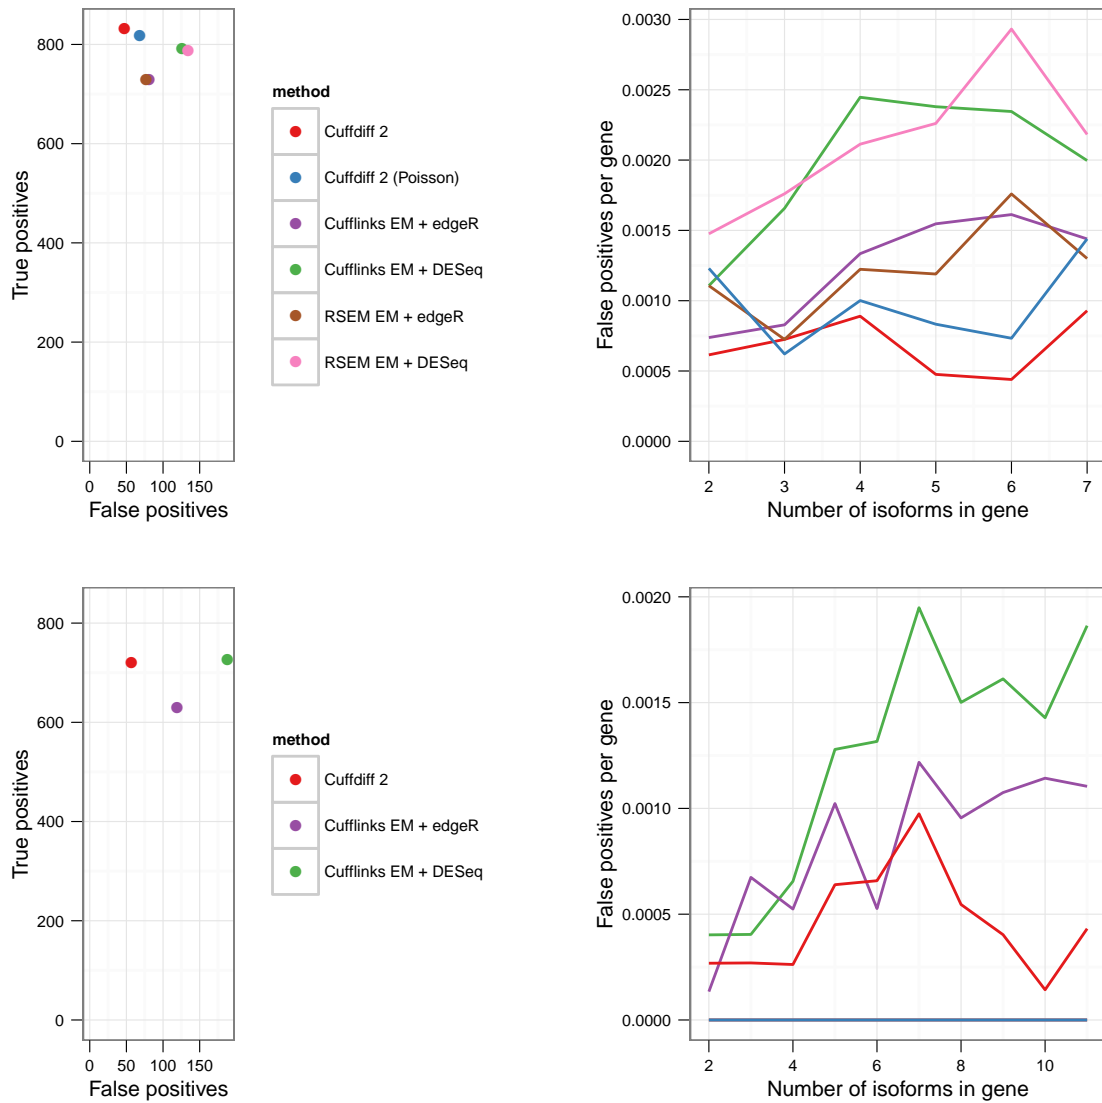 800
600
400
200
0
True positives
0 50 100 150
False positives
method
Cuffdiff 2
Cuffdiff 2 (Poisson)
Cufflinks EM + edgeR
Cufflinks EM + DESeq
RSEM EM + edgeR
RSEM EM + DESeq
0.0030
0.0025
0.0020
0.0015
0.0010
0.0005
0.0000
False positives per gene
2 3 4 5 6 7
Number of isoforms in gene
800
600
400
200
0
True positives
0 50 100 150
False positives
method
Cuffdiff 2
Cufflinks EM + edgeR
Cufflinks EM + DESeq
0.0020
0.0015
0.0010
0.0005
0.0000
False positives per gene
2 4 6 8 10
Number of isoforms in gene